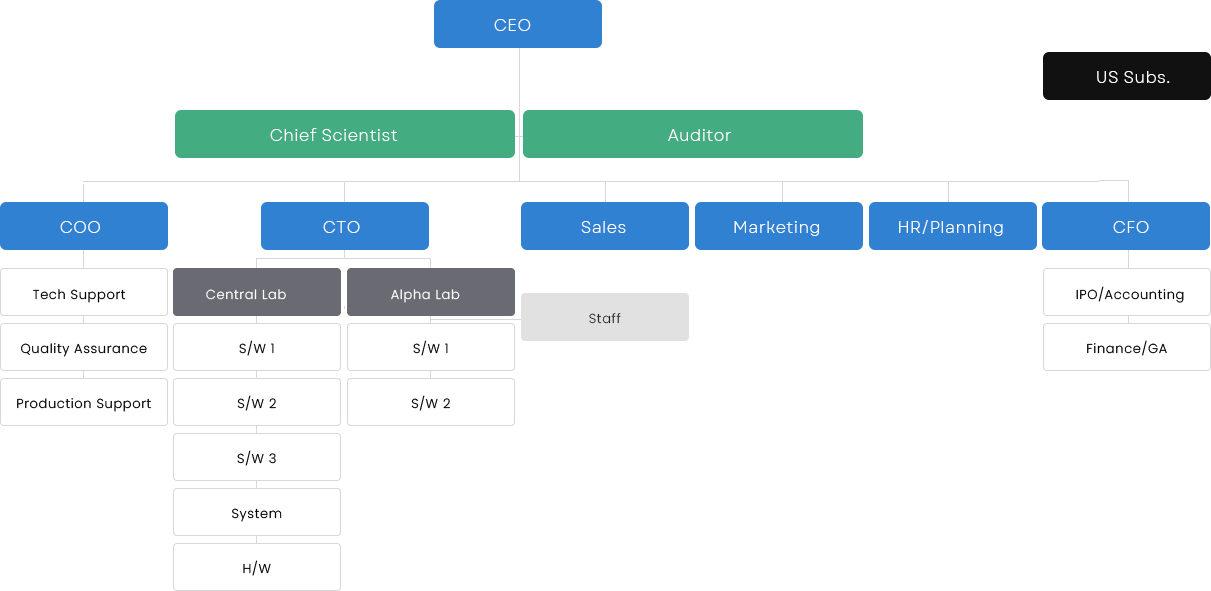 CEO
US Subs.
Chief Scientist
Auditor
COO
CTO
Sales
Marketing
HR/Planning
CFO
Tech Support
Central Lab
Alpha Lab
IPO/Accounting
Staff
Quality Assurance
S/W 1
S/W 1
Finance/GA
Production Support
S/W 2
S/W 2
S/W 3
System
H/W